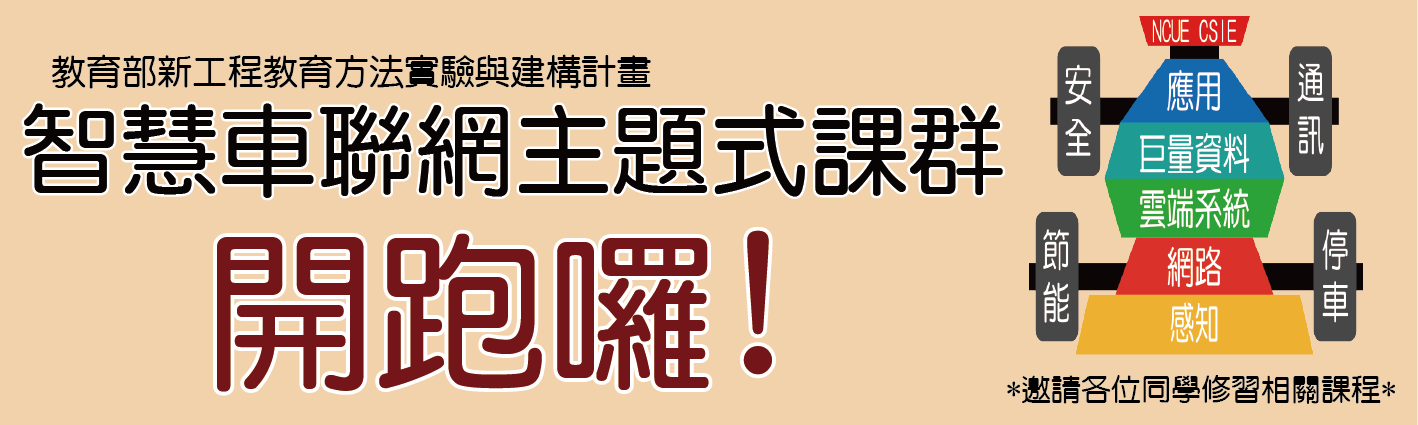 教育部新工程教育方法實驗與建構計畫
智慧車聯網主題式課群
開跑囉!
NCUE CSIE
安全
通訊
應用
巨量資料
雲端系統
節能
停車
網路
感知
*邀請各位同學修習相關課程*